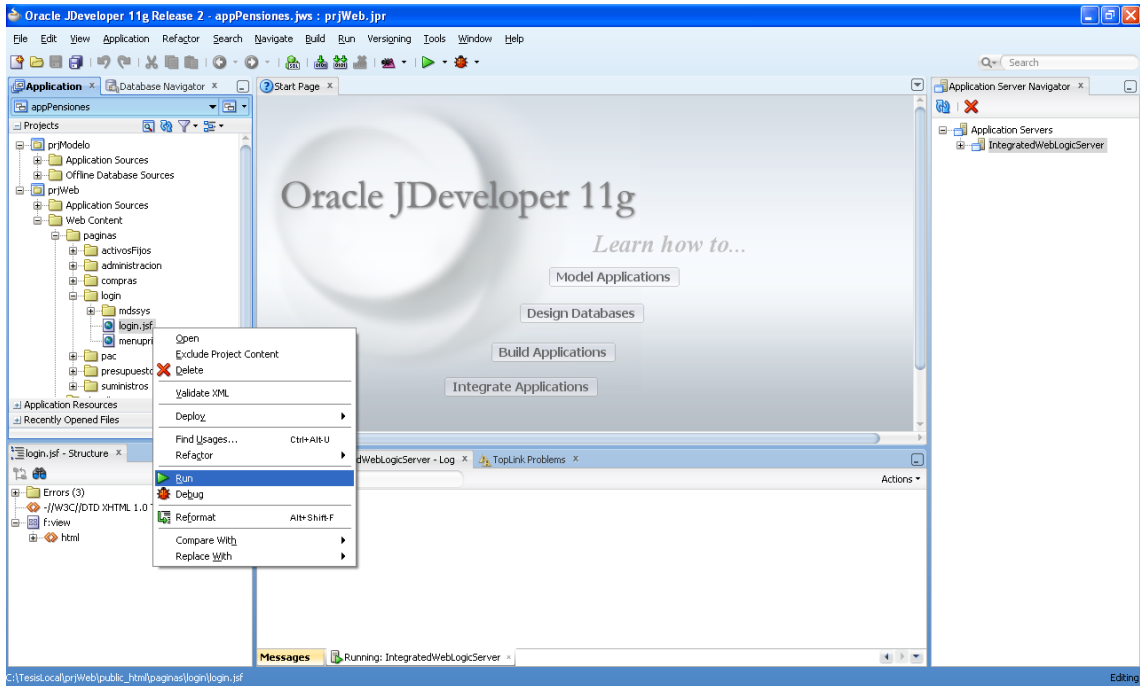 Oracle JDeveloper 11g Release 2 - appPensiones.jws : prjWeb.jpr
File Edit View Application Refactor Search Navigate Build Run Versioning Tools Window Help
Search
Application
Database Navigator
appPensiones
Projects
prjModelo
Application Sources
Offline Database Sources
prjWeb
Application Sources
Web Content
paginas
activosFijos
administracion
compras
login
mdssys
login.jsf
menupri
pac
presupuesto
suministros
Application Resources
Recently Opened Files
Open
Exclude Project Content
Delete
Validate XML
Deploy
Find Usages... Ctrl+Alt-U
Refactor
Run
Debug
Reformat Alt+Shift-F
Compare With
Replace With
login.jsf - Structure
Errors (3)
-//W3C//DTD XHTML 1.0
f:view
html
Start Page
Oracle JDeveloper 11g
Learn how to...
Model Applications
Design Databases
Build Applications
Integrate Applications
dWebLogicServer - Log
TopLink Problems
Actions
Messages
Running: IntegratedWebLogicServer
Application Server Navigator
Application Servers
IntegratedWebLogicServer
C:\TesisLocal\prjWeb\public_html\paginas\login\login.jsf
Editing